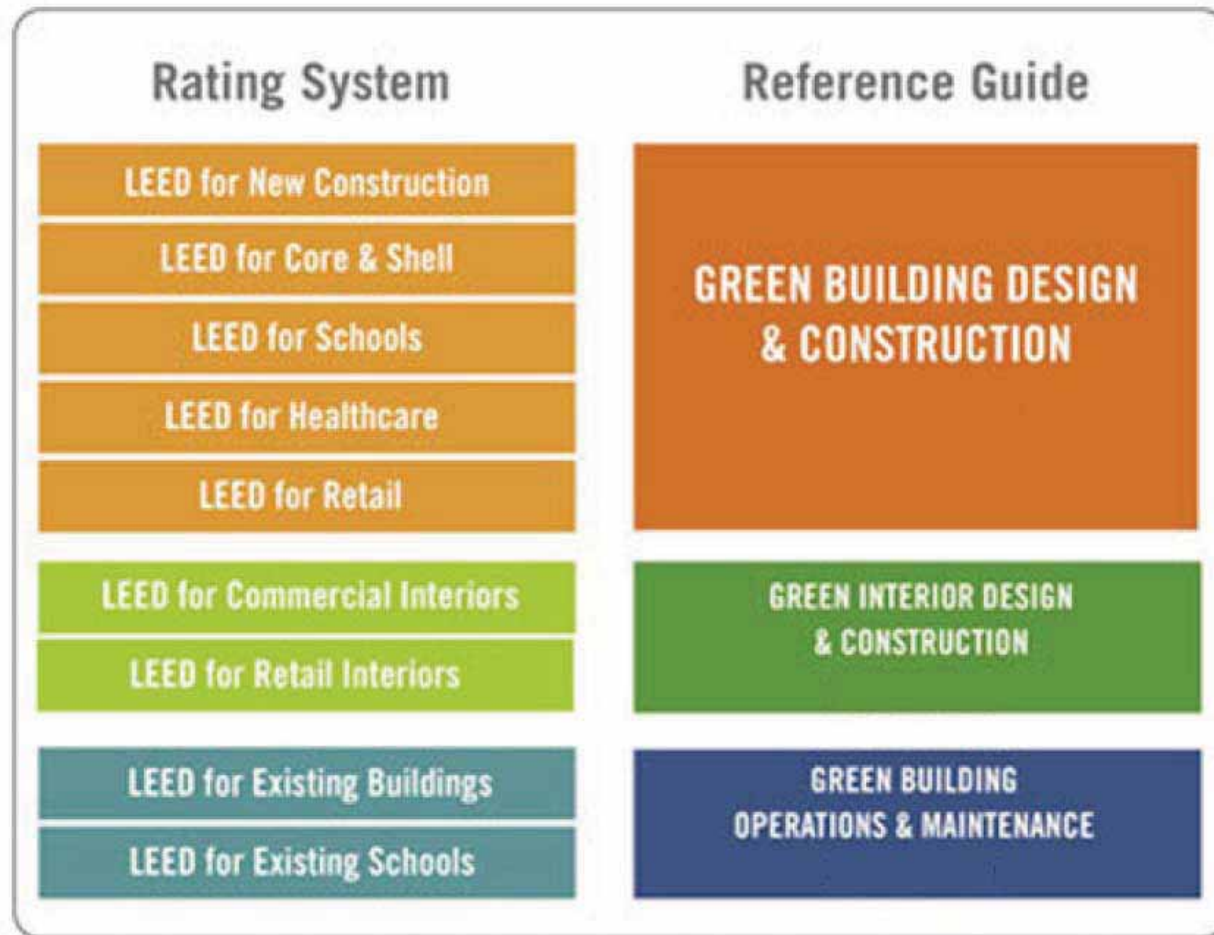 Rating System
Reference Guide
LEED for New Construction
LEED for Core & Shell
LEED for Schools
LEED for Healthcare
LEED for Retail
GREEN BUILDING DESIGN
& CONSTRUCTION
LEED for Commercial Interiors
LEED for Retail Interiors
GREEN INTERIOR DESIGN
& CONSTRUCTION
LEED for Existing Buildings
LEED for Existing Schools
GREEN BUILDING
OPERATIONS & MAINTENANCE